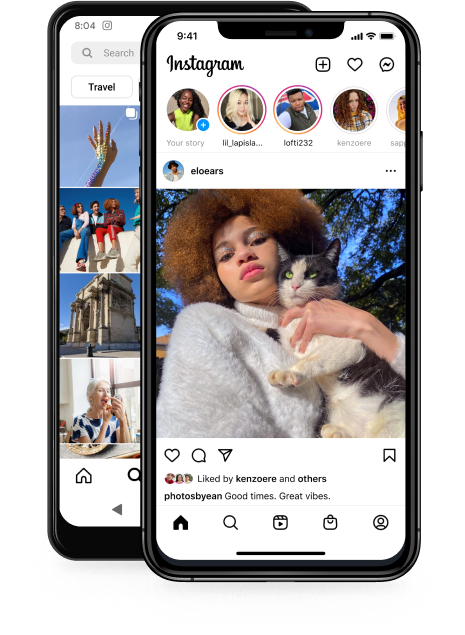 8:04
Search
Travel
9:41
Instagram
Your story
lil_lapisla...
lofti232
kenzoere
sapp
eloears
Liked by kenzoere and others
photosbyean Good times. Great vibes.